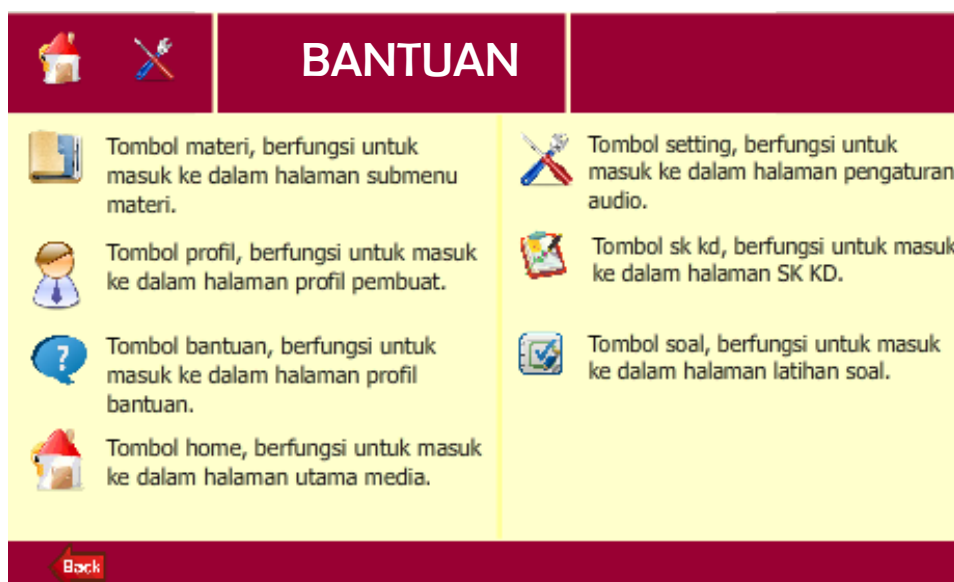 BANTUAN
Tombol materi, berfungsi untuk
masuk ke dalam halaman submenu
materi.
Tombol profil, berfungsi untuk masuk
ke dalam halaman profil pembuat.
Tombol bantuan, berfungsi untuk
masuk ke dalam halaman profil
bantuan.
Tombol home, berfungsi untuk masuk
ke dalam halaman utama media.
Tombol setting, berfungsi untuk
masuk ke dalam halaman pengaturan
audio.
Tombol sk kd, berfungsi untuk masuk
ke dalam halaman SK KD.
Tombol soal, berfungsi untuk masuk
ke dalam halaman latihan soal.
Back